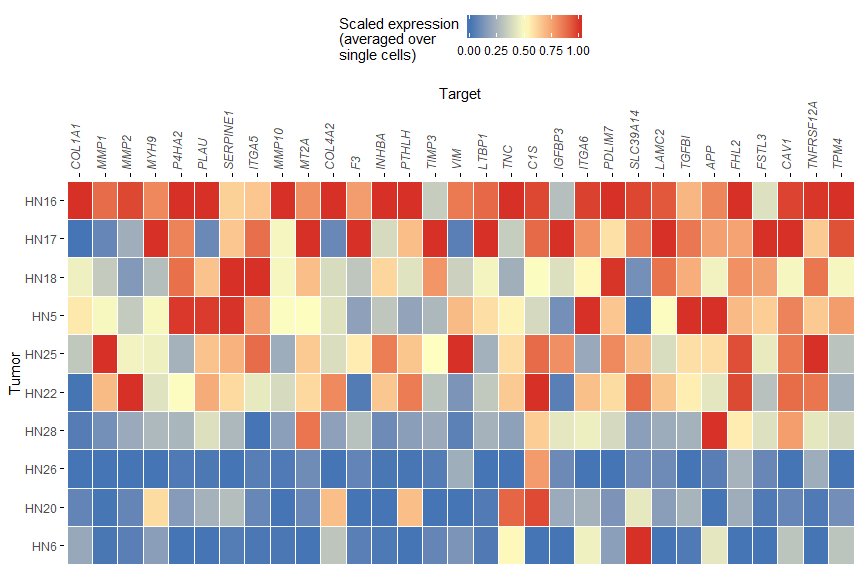 Scaled expression
(averaged over
single cells)
0.00 0.25 0.50 0.75 1.00
Target
COL1A1 MMP1 MMP2 MYH9 P4HA2 PLAU SERPINE1 ITGA5 MMP10 MT2A COL4A2 F3 INHBA PTHLH TIMP3 VIM LTBP1 TNC C1S IGFBP3 ITGA6 PDLIM7 SLC39A14 LAMC2 TGFBI APP FHL2 FSTL3 CAV1 TNFRSF12A TPM4
Tumor
HN16
HN17
HN18
HN5
HN25
HN22
HN28
HN26
HN20
HN6